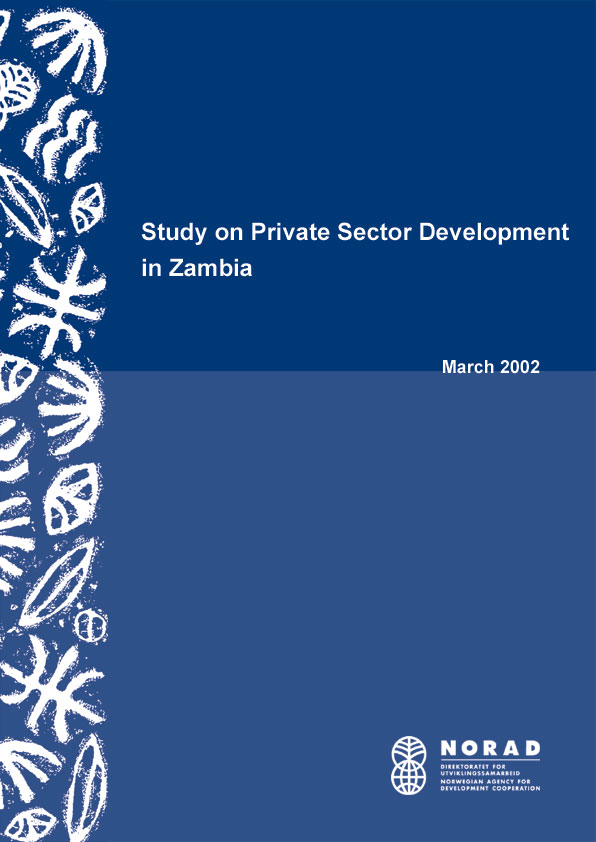 Study on Private Sector Development
in Zambia
March 2002
NORAD
DIREKTORATET FOR
UTVIKLINGSSAMARBEID
NORWEGIAN AGENCY FOR
DEVELOPMENT COOPERATION